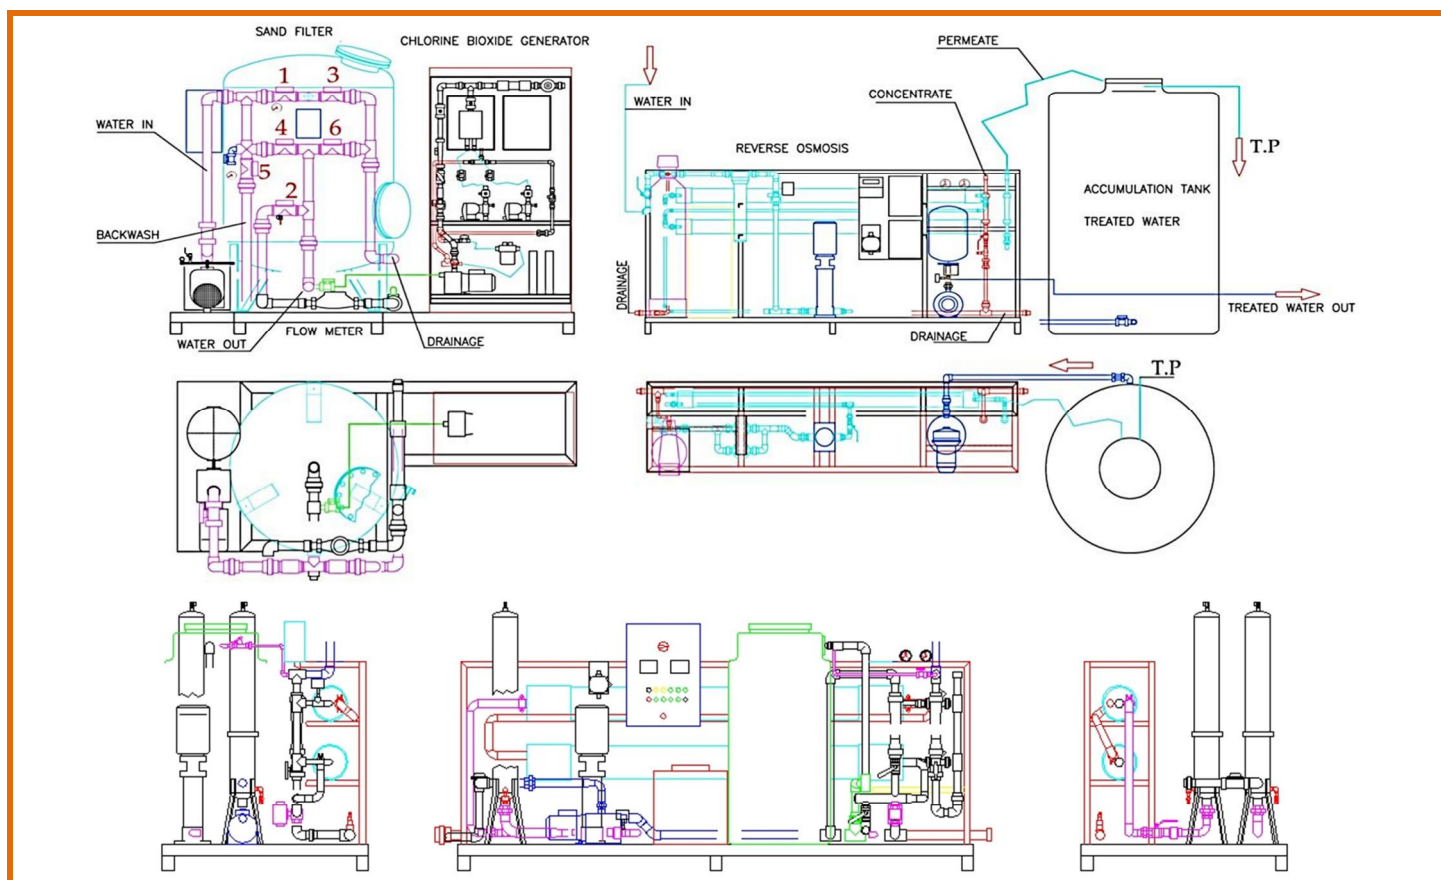 SAND FILTER
CHLORINE BIOXIDE GENERATOR
1
3
WATER IN
4
6
5
2
BACKWASH
FLOW METER
WATER OUT
DRAINAGE
PERMEATE
CONCENTRATE
WATER IN
REVERSE OSMOSIS
T.P
ACCUMULATION TANK
TREATED WATER
DRAINAGE
TREATED WATER OUT
DRAINAGE
T.P